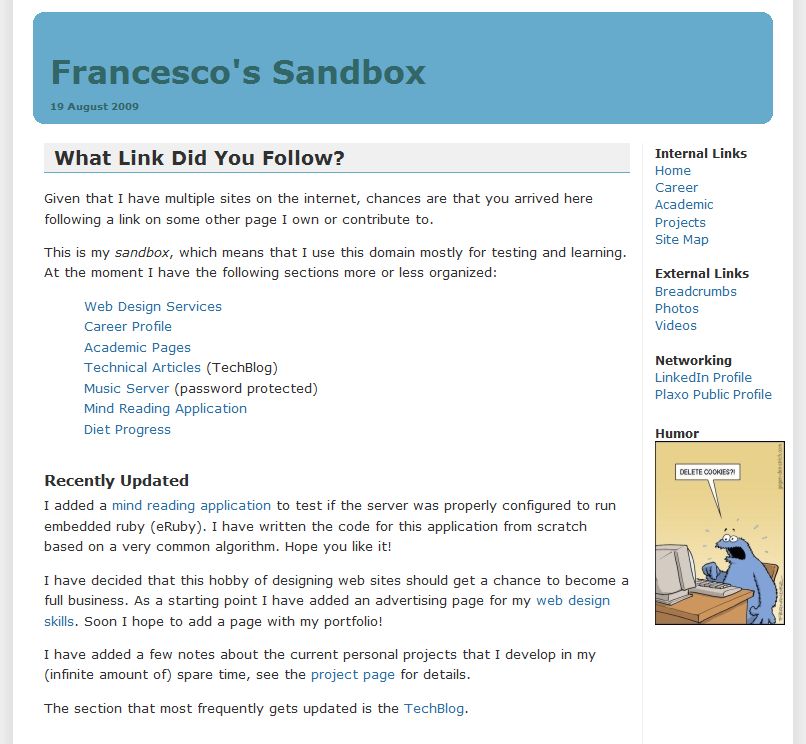 Francesco's Sandbox
19 August 2009
What Link Did You Follow?
Given that I have multiple sites on the internet, chances are that you arrived here
following a link on some other page I own or contribute to.
This is my sandbox, which means that I use this domain mostly for testing and learning.
At the moment I have the following sections more or less organized:
Web Design Services
Career Profile
Academic Pages
Technical Articles (TechBlog)
Music Server (password protected)
Mind Reading Application
Diet Progress
Recently Updated
I added a mind reading application to test if the server was properly configured to run
embedded ruby (eRuby). I have written the code for this application from scratch
based on a very common algorithm. Hope you like it!
I have decided that this hobby of designing web sites should get a chance to become a
full business. As a starting point I have added an advertising page for my web design
skills. Soon I hope to add a page with my portfolio!
I have added a few notes about the current personal projects that I develop in my
(infinite amount of) spare time, see the project page for details.
The section that most frequently gets updated is the TechBlog.
Internal Links
Home
Career
Academic
Projects
Site Map
External Links
Breadcrumbs
Photos
Videos
Networking
LinkedIn Profile
Plaxo Public Profile
Humor
DELETE COOKIES?!